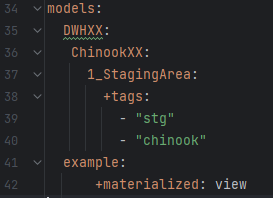 34 models:
35   DWHXX:
36     ChinookXX:
37       1_StagingArea:
38         +tags:
39           - "stg"
40           - "chinook"
41   example:
42       +materialized: view